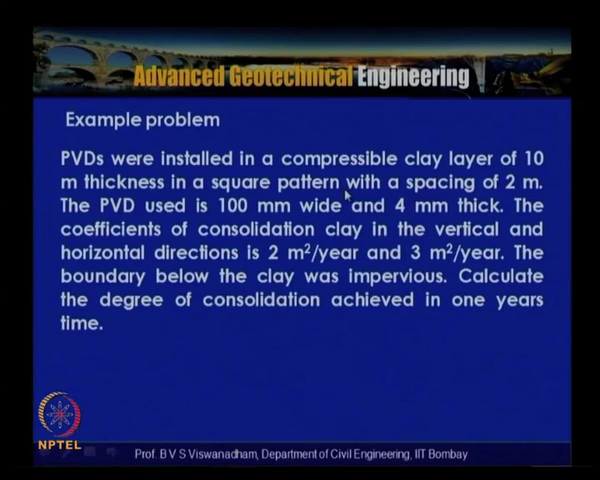 Advanced Geotechnical Engineering
Example problem
PVDs were installed in a compressible clay layer of 10
m thickness in a square pattern with a spacing of 2 m.
The PVD used is 100 mm wide and 4 mm thick. The
coefficients of consolidation clay in the vertical and
horizontal directions is 2 m²/year and 3 m²/year. The
boundary below the clay was impervious. Calculate
the degree of consolidation achieved in one years
time.
NPTEL
Prof. B V S Viswanadham, Department of Civil Engineering, IIT Bombay